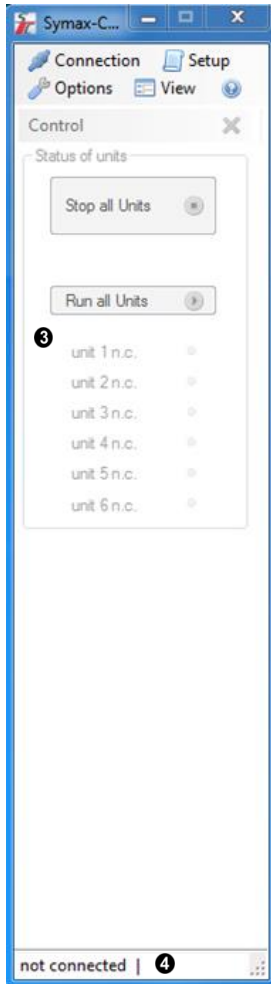 Symax-C...
Connection Setup
Options View
Control
Status of units
Stop all Units
Run all Units
3
unit 1 n.c.
unit 2 n.c.
unit 3 n.c.
unit 4 n.c.
unit 5 n.c.
unit 6 n.c.
not connected | 4